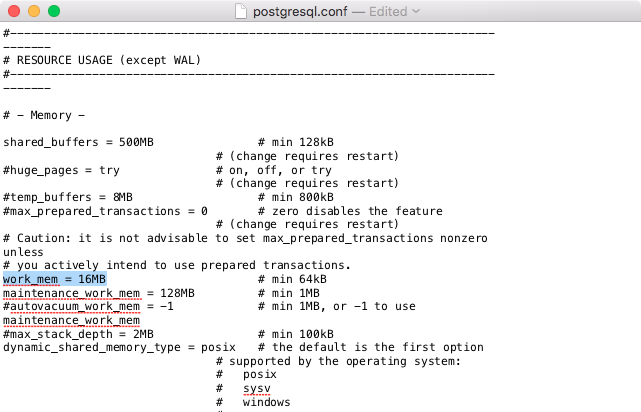 postgresql.conf — Edited
#-----------------------------------------------------------------------
-------
# RESOURCE USAGE (except WAL)
#-----------------------------------------------------------------------
-------
# - Memory -
shared_buffers = 500MB # min 128kB
# (change requires restart)
#huge_pages = try # on, off, or try
# (change requires restart)
#temp_buffers = 8MB # min 800kB
#max_prepared_transactions = 0 # zero disables the feature
# (change requires restart)
# Caution: it is not advisable to set max_prepared_transactions nonzero
unless
# you actively intend to use prepared transactions.
work_mem = 16MB # min 64kB
maintenance_work_mem = 128MB # min 1MB
#autovacuum_work_mem = -1 # min 1MB, or -1 to use
maintenance_work_mem
#max_stack_depth = 2MB # min 100kB
dynamic_shared_memory_type = posix # the default is the first option
# supported by the operating system:
# posix
# sysv
# windows